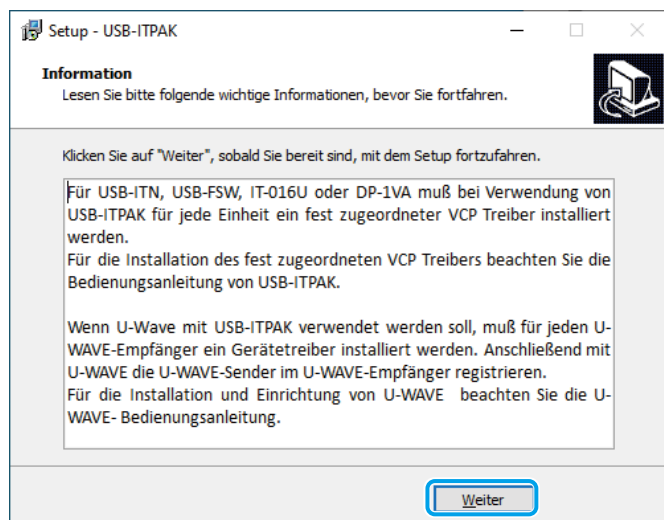 Setup - USB-ITPAK
Information
Lesen Sie bitte folgende wichtige Informationen, bevor Sie fortfahren.
Klicken Sie auf "Weiter", sobald Sie bereit sind, mit dem Setup fortzufahren.
Für USB-ITN, USB-FSW, IT-016U oder DP-1VA muß bei Verwendung von
USB-ITPAK für jede Einheit ein fest zugeordneter VCP Treiber installiert
werden.
Für die Installation des fest zugeordneten VCP Treibers beachten Sie die
Bedienungsanleitung von USB-ITPAK.
Wenn U-Wave mit USB-ITPAK verwendet werden soll, muß für jeden U-
WAVE-Empfänger ein Gerätetreiber installiert werden. Anschließend mit
U-WAVE die U-WAVE-Sender im U-WAVE-Empfänger registrieren.
Für die Installation und Einrichtung von U-WAVE beachten Sie die U-
WAVE- Bedienungsanleitung.
Weiter